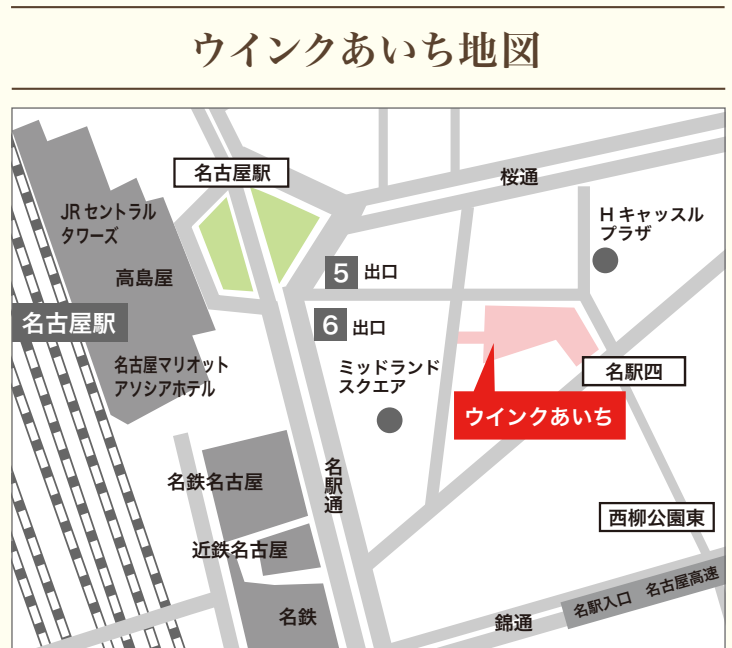 ウインクあいち地図
名古屋駅
桜通
JRセントラル
タワーズ
Hキャッスル
プラザ
高島屋
5 出口
名古屋駅
6 出口
名古屋マリオット
アソシアホテル
ミッドランド
スクエア
名駅四
ウインクあいち
名鉄名古屋
名駅通
西柳公園東
近鉄名古屋
名駅入口 名古屋高速
名鉄
錦通